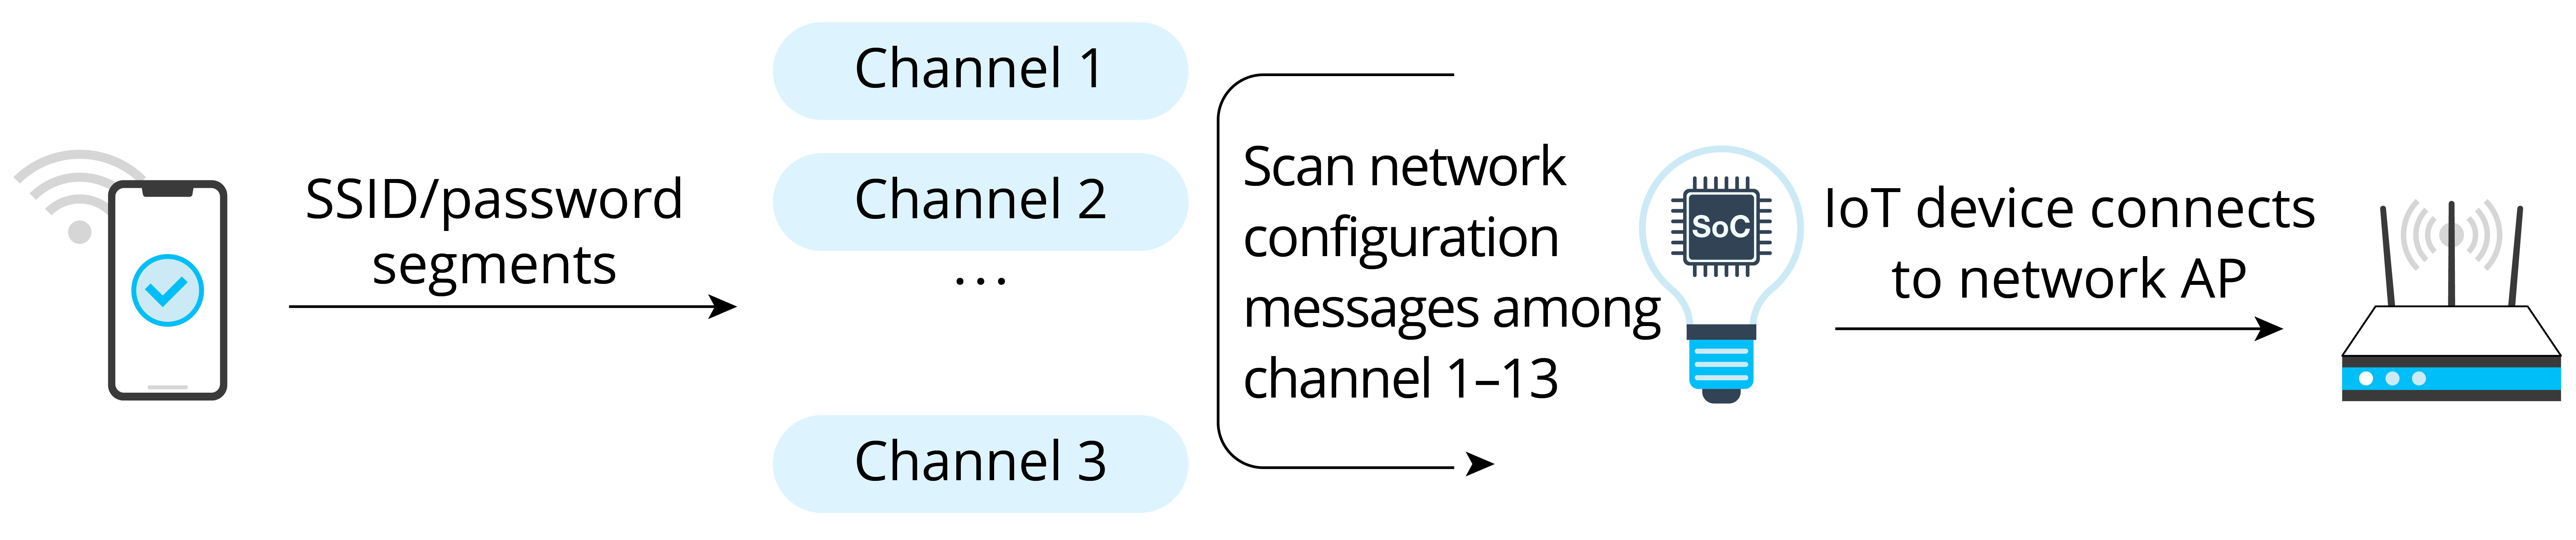 SSID/password
segments
Channel 1
Channel 2
...
Channel 3
Scan network
configuration
messages among
channel 1–13
SoC
IoT device connects
to network AP